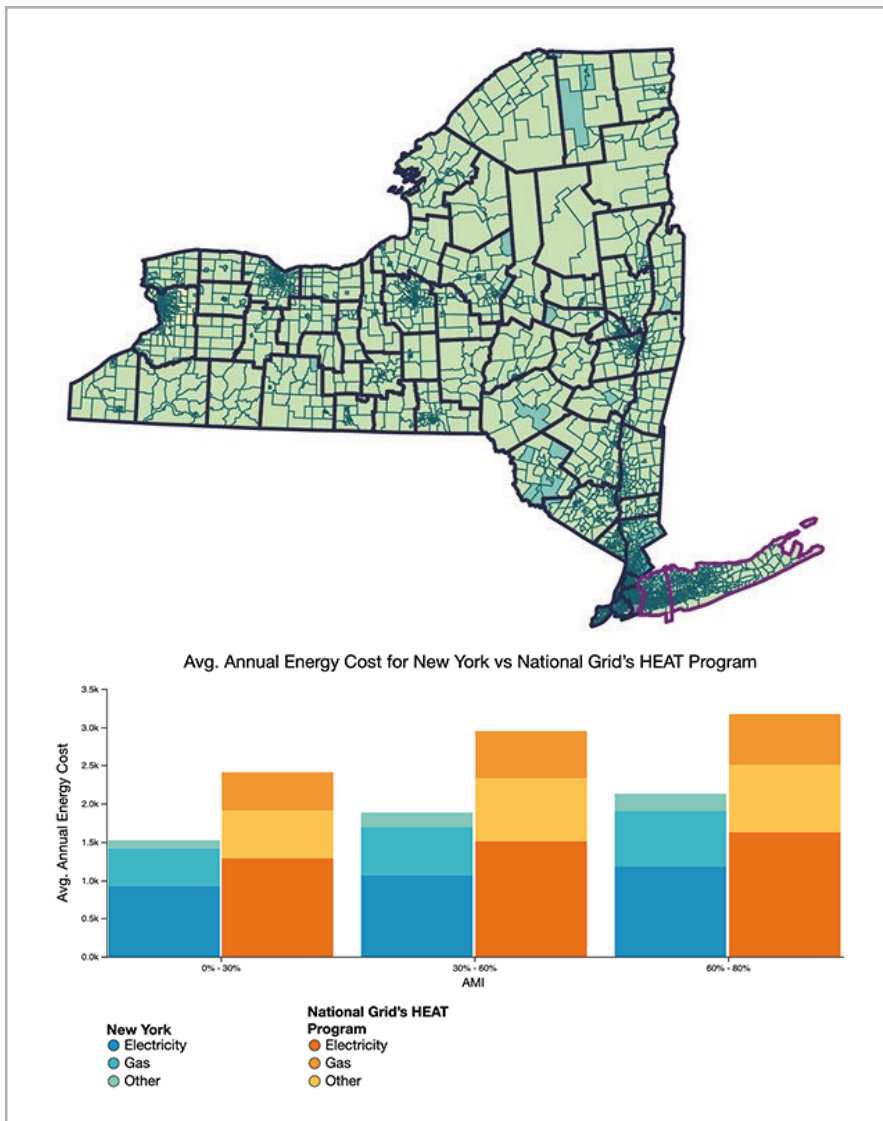 Avg. Annual Energy Cost for New York vs National Grid's HEAT Program
3.5k
3.0k
2.5k
2.0k
1.5k
1.0k
0.5k
0.0k
Avg. Annual Energy Cost
0% - 30%
30% - 60%
60% - 80%
AMI
New York
Electricity
Gas
Other
National Grid's HEAT
Program
Electricity
Gas
Other